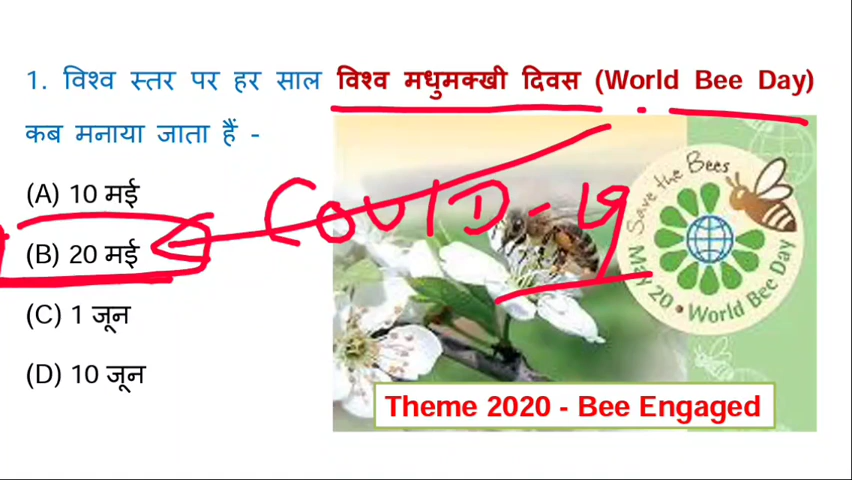 1. विश्व स्तर पर हर साल विश्व मधुमक्खी दिवस (World Bee Day)
कब मनाया जाता हैं -
(A) 10 मई
(B) 20 मई
(C) 1 जून
(D) 10 जून
COVID-19
Save the Bees
May 20 • World Bee Day
Theme 2020 - Bee Engaged